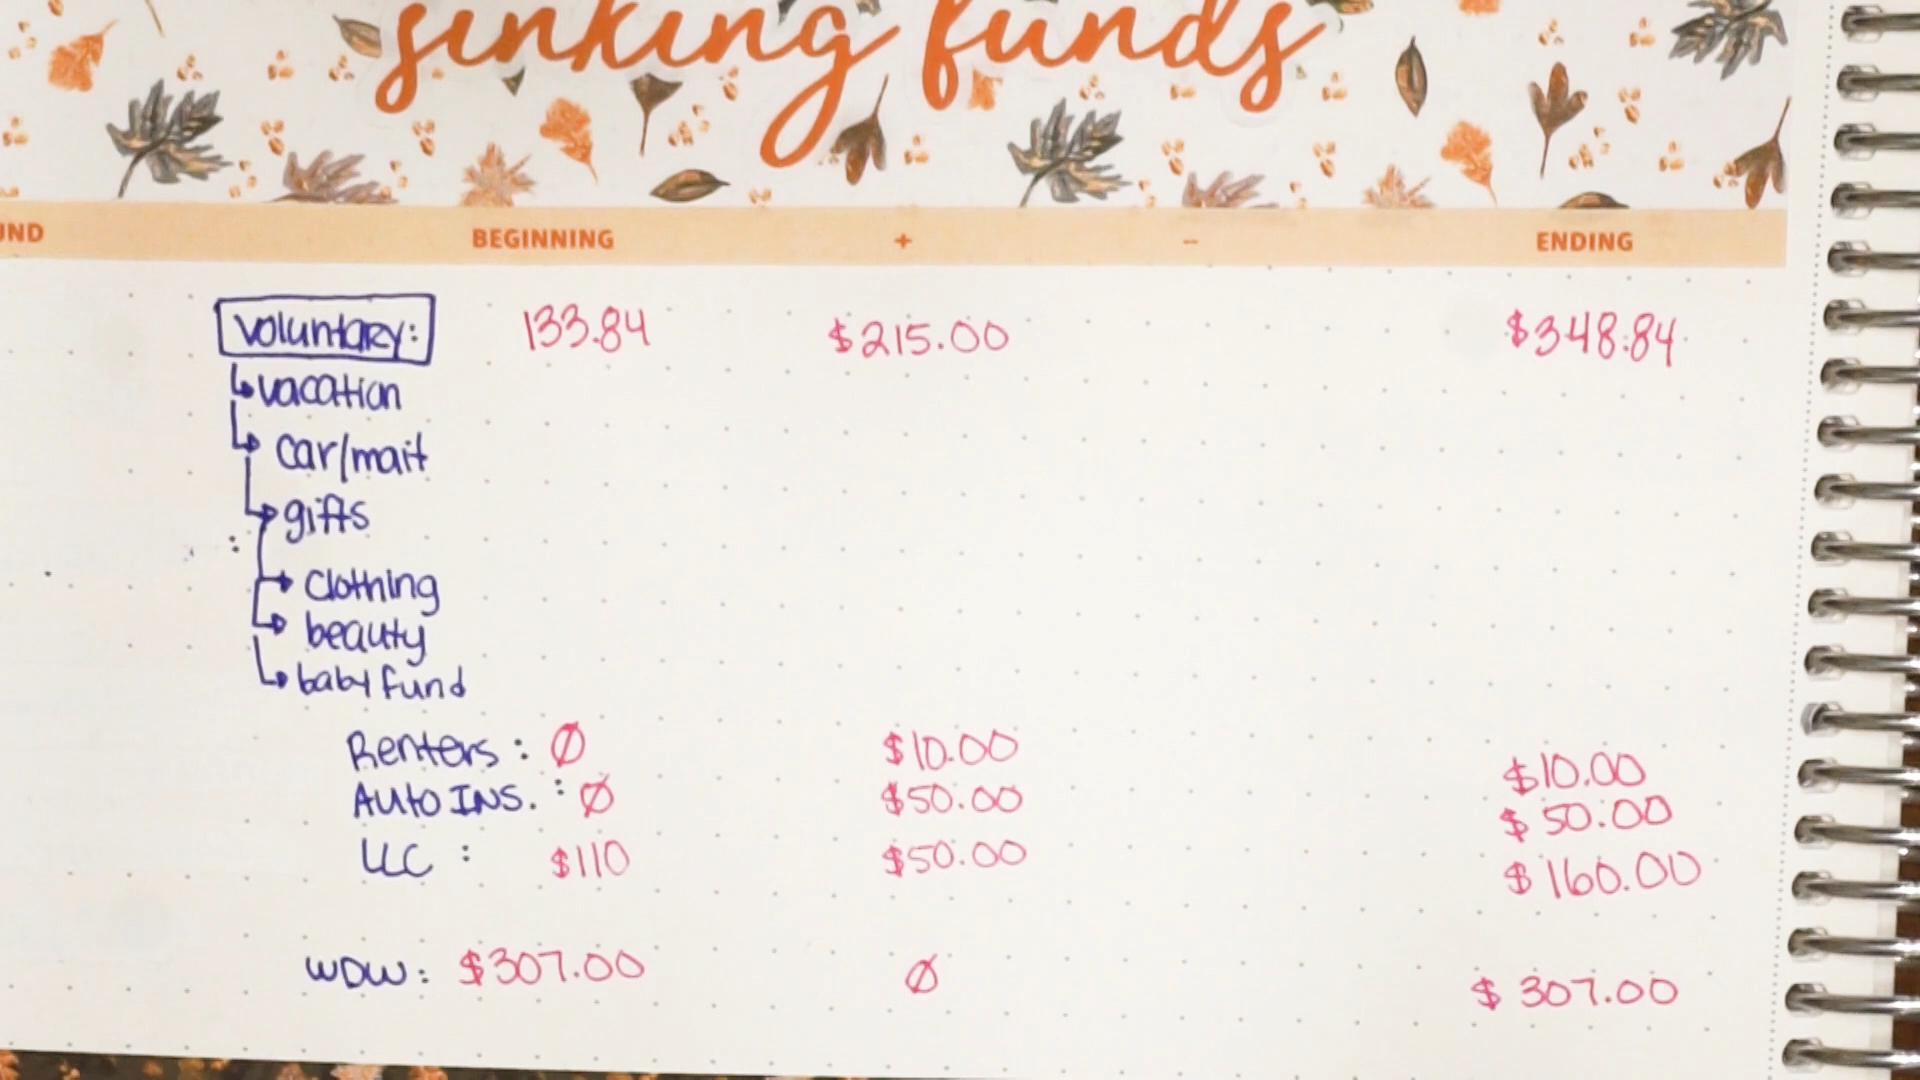 sinking funds
UND BEGINNING + - ENDING
voluntary: 133.84 $215.00 $348.84
vacation
car/mait
gifts
:
clothing
beauty
baby fund
Renters : Ø $10.00 $10.00
Auto INS. : Ø $50.00 $50.00
LLC : $110 $50.00 $160.00
WDW: $307.00 Ø $307.00